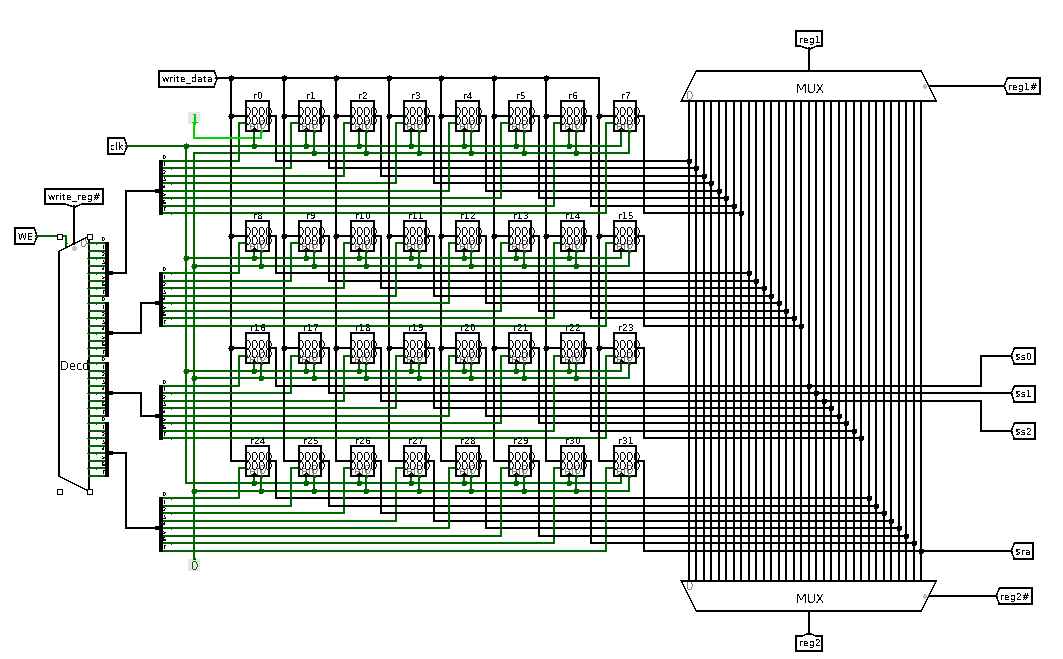 reg1
write_data
MUX
reg1#
r0 r1 r2 r3 r4 r5 r6 r7
1
clk
write_reg#
WE
r8 r9 r10 r11 r12 r13 r14 r15
r16 r17 r18 r19 r20 r21 r22 r23
Decd
$s0
$s1
$s2
r24 r25 r26 r27 r28 r29 r30 r31
$ra
0
MUX
reg2#
reg2